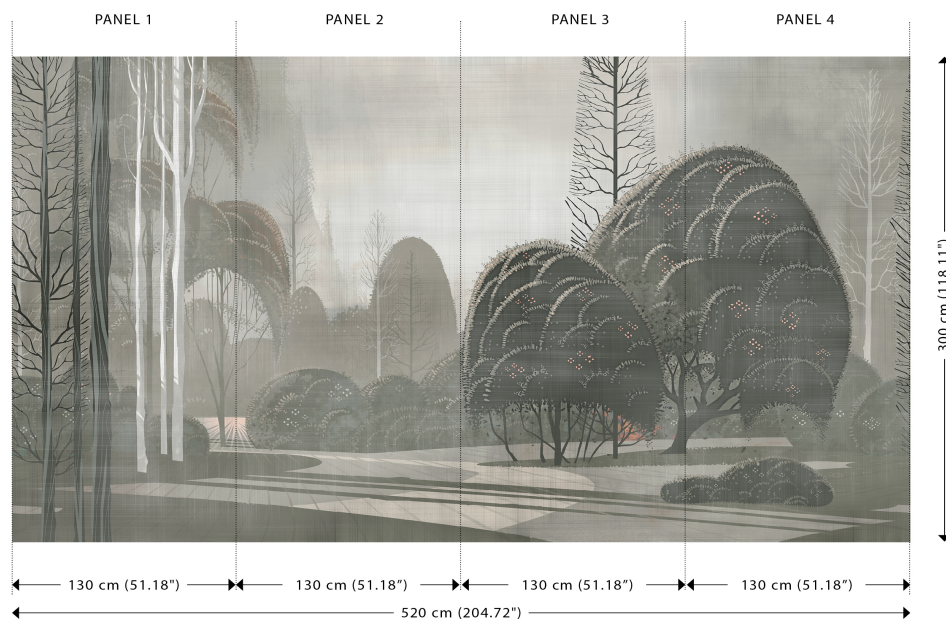 PANEL 1
PANEL 2
PANEL 3
PANEL 4
300 cm (118.11")
130 cm (51.18")
130 cm (51.18”)
130 cm (51.18”)
130 cm (51.18”)
520 cm (204.72")